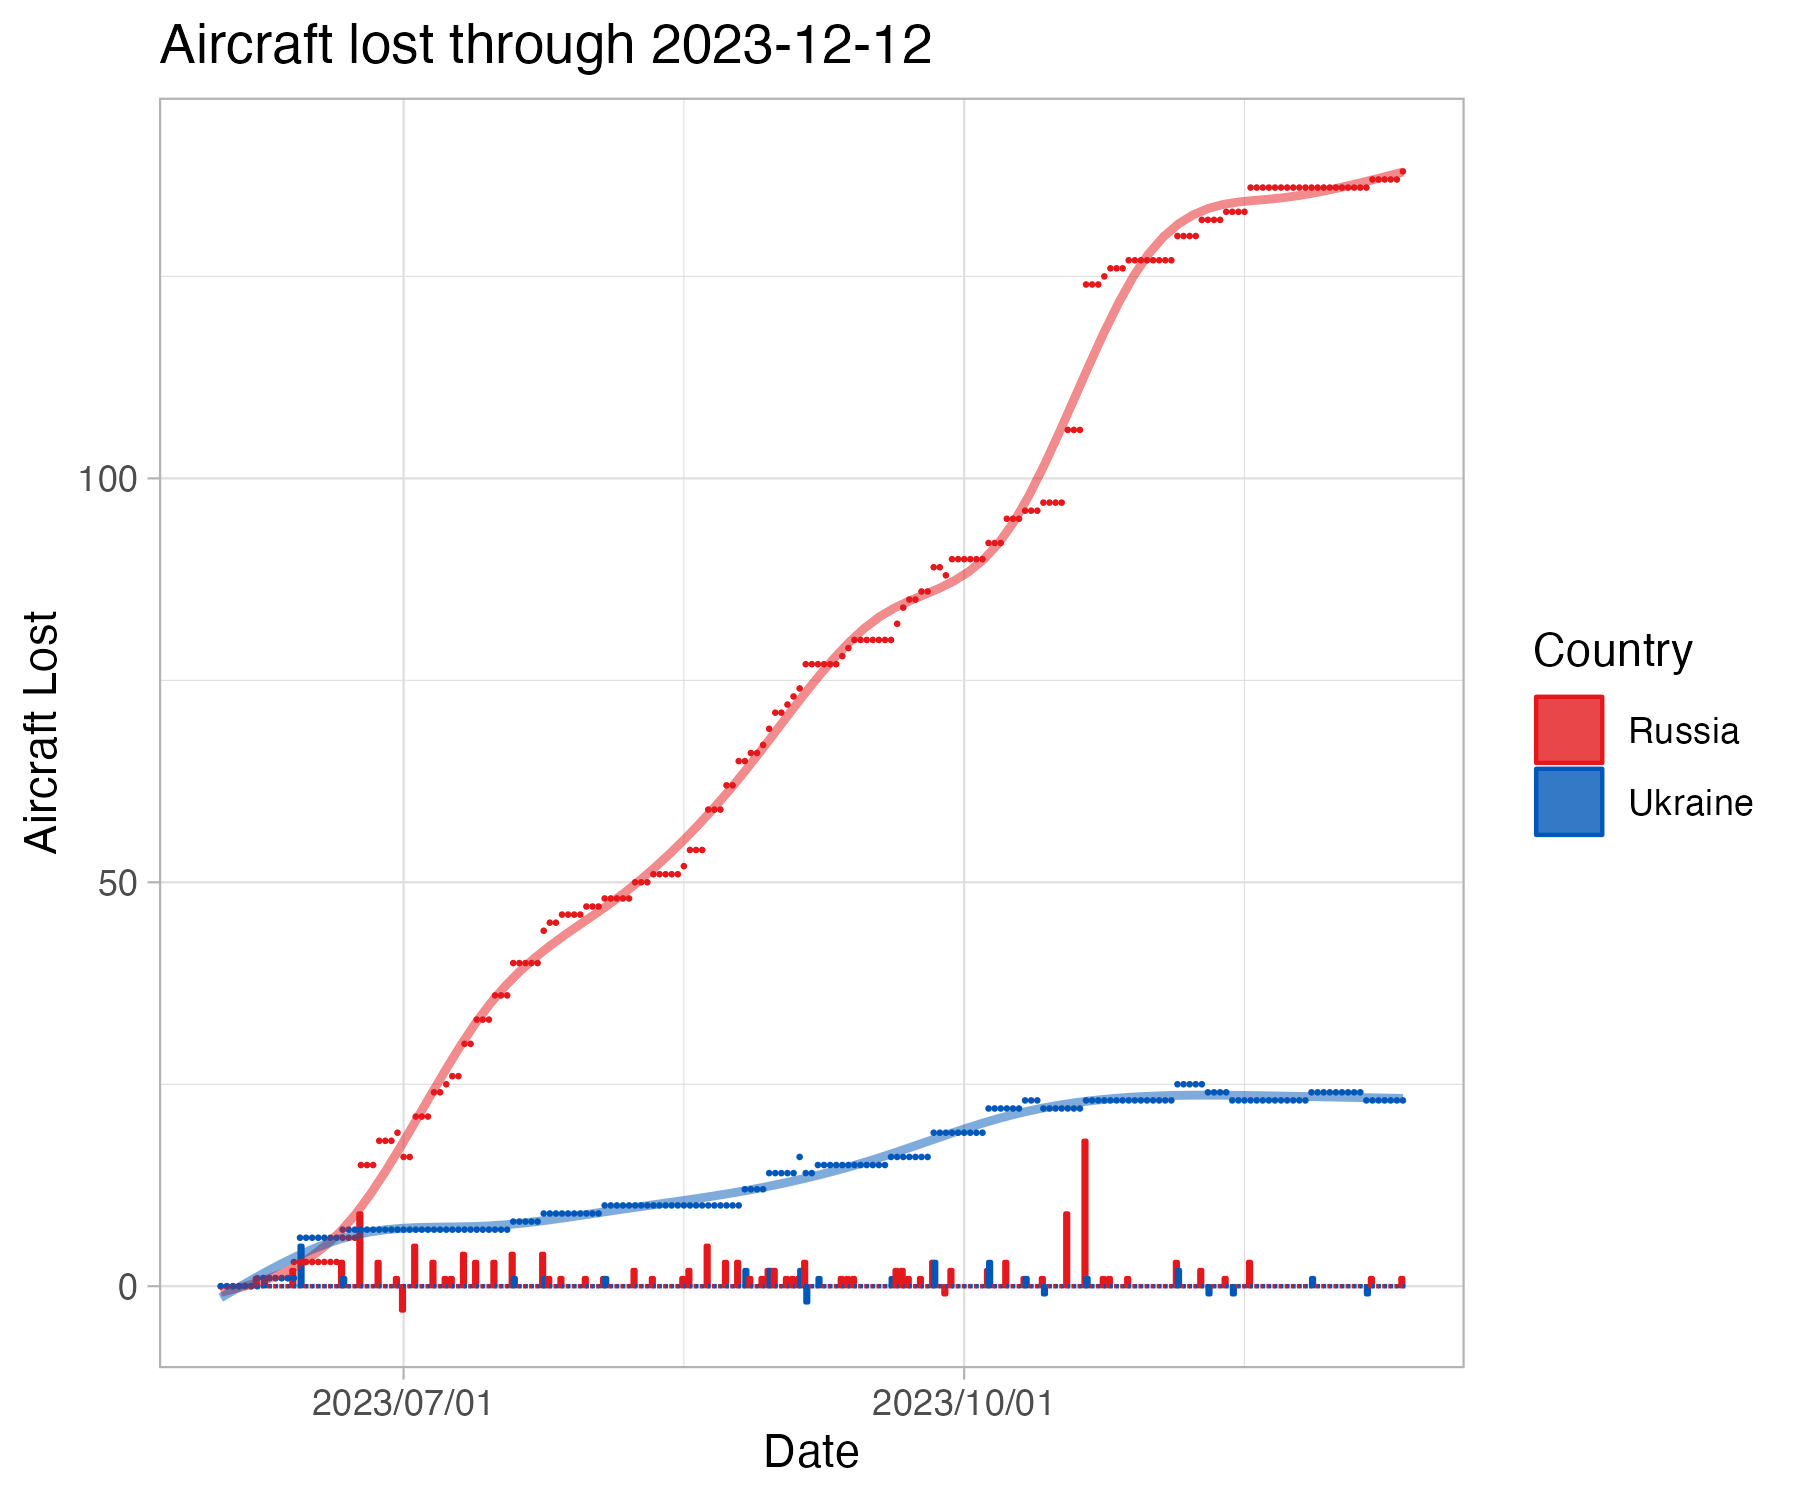 Aircraft lost through 2023-12-12
Aircraft Lost
100
50
0
2023/07/01
2023/10/01
Date
Country
Russia
Ukraine